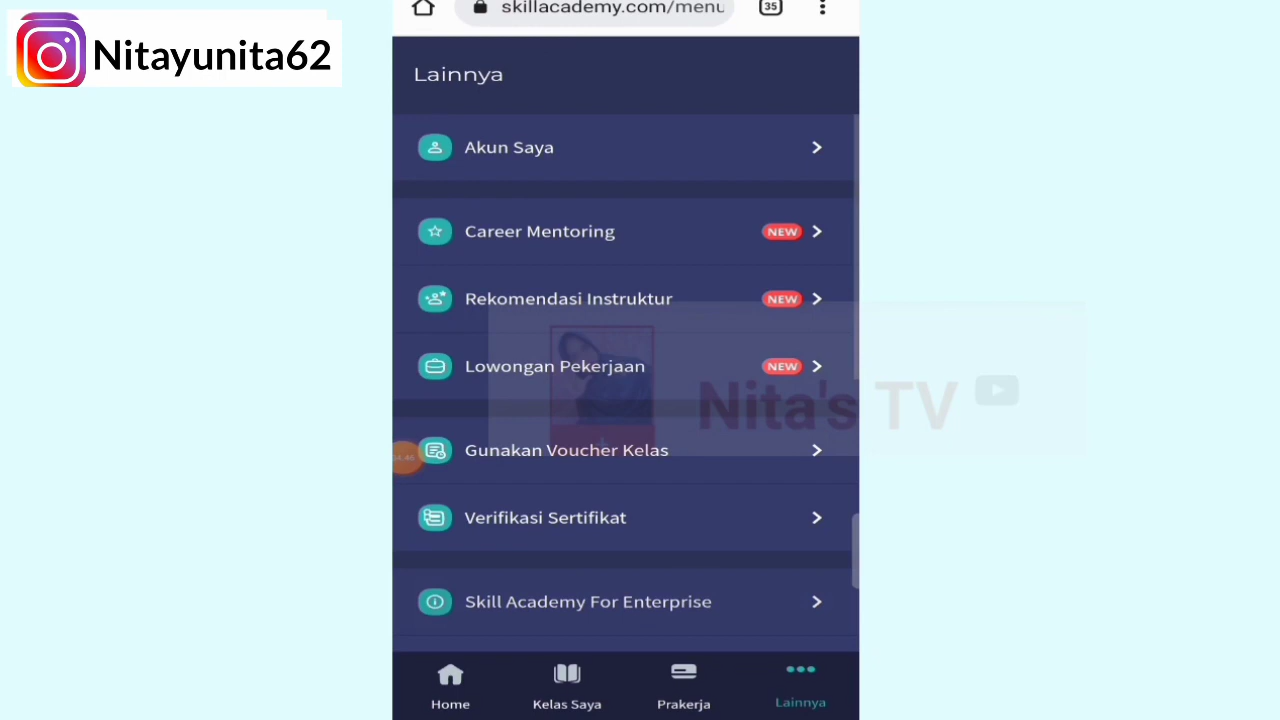 Nitayunita62
skillacademy.com/menu
35
Lainnya
Akun Saya
Career Mentoring NEW
Rekomendasi Instruktur NEW
Lowongan Pekerjaan NEW
Nita's TV
Gunakan Voucher Kelas
Verifikasi Sertifikat
Skill Academy For Enterprise
Home Kelas Saya Prakerja Lainnya